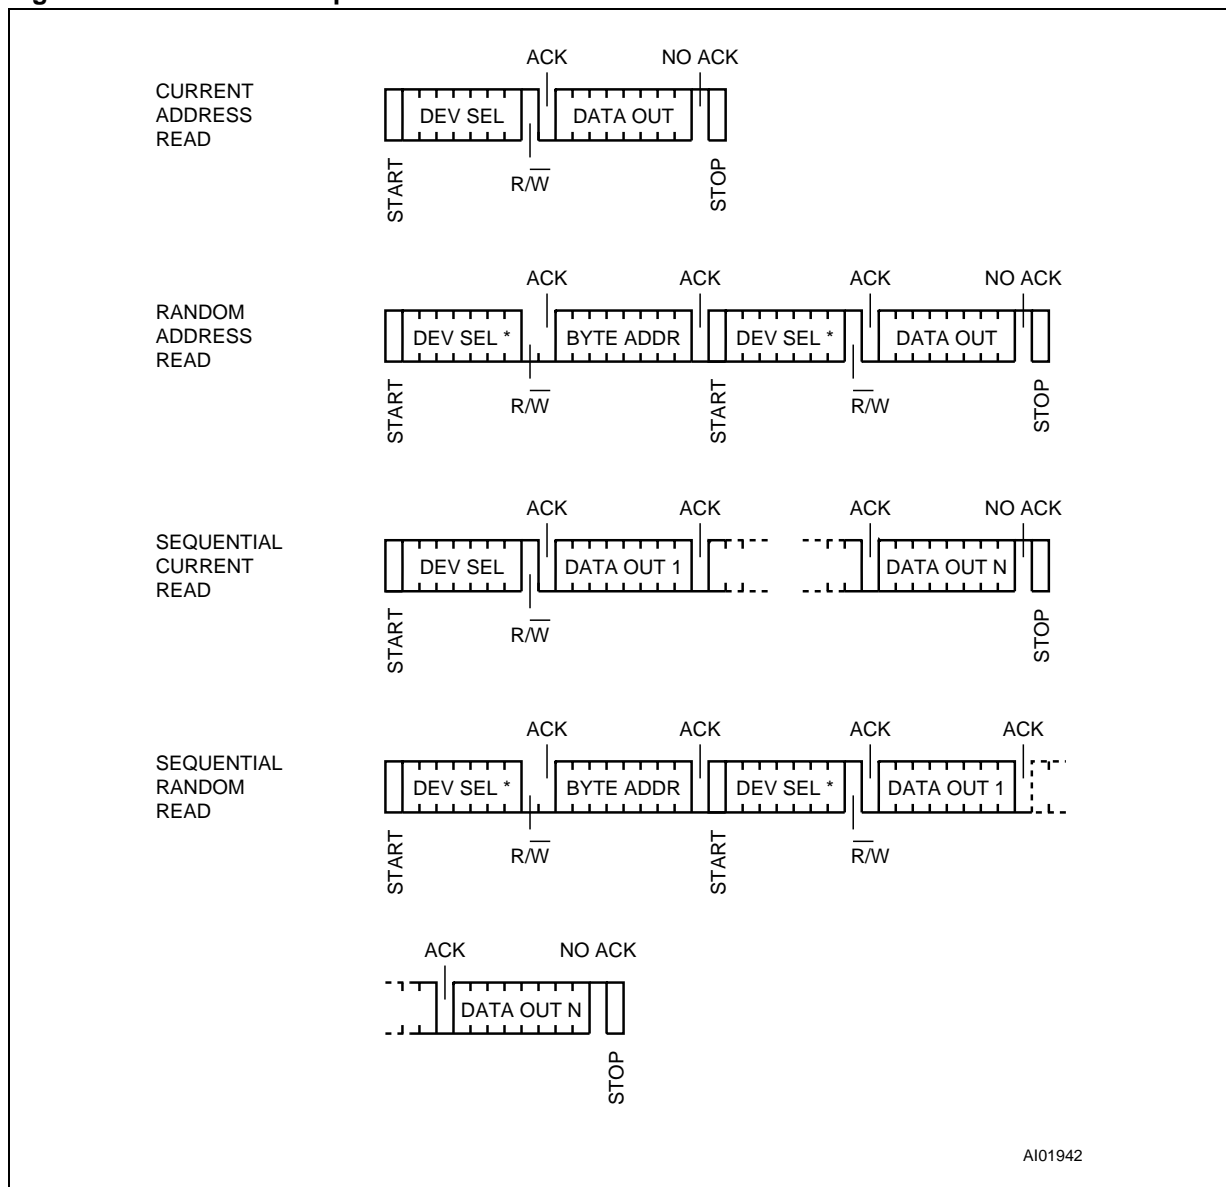 ACK NO ACK
CURRENT
ADDRESS
READ
DEV SEL DATA OUT
START R/W̅ STOP
ACK ACK ACK NO ACK
RANDOM
ADDRESS
READ
DEV SEL * BYTE ADDR DEV SEL * DATA OUT
START R/W̅ START R̅/W STOP
ACK ACK ACK NO ACK
SEQUENTIAL
CURRENT
READ
DEV SEL DATA OUT 1 DATA OUT N
START R/W̅ STOP
ACK ACK ACK ACK
SEQUENTIAL
RANDOM
READ
DEV SEL * BYTE ADDR DEV SEL * DATA OUT 1
START R/W̅ START R̅/W
ACK NO ACK
DATA OUT N
STOP
AI01942